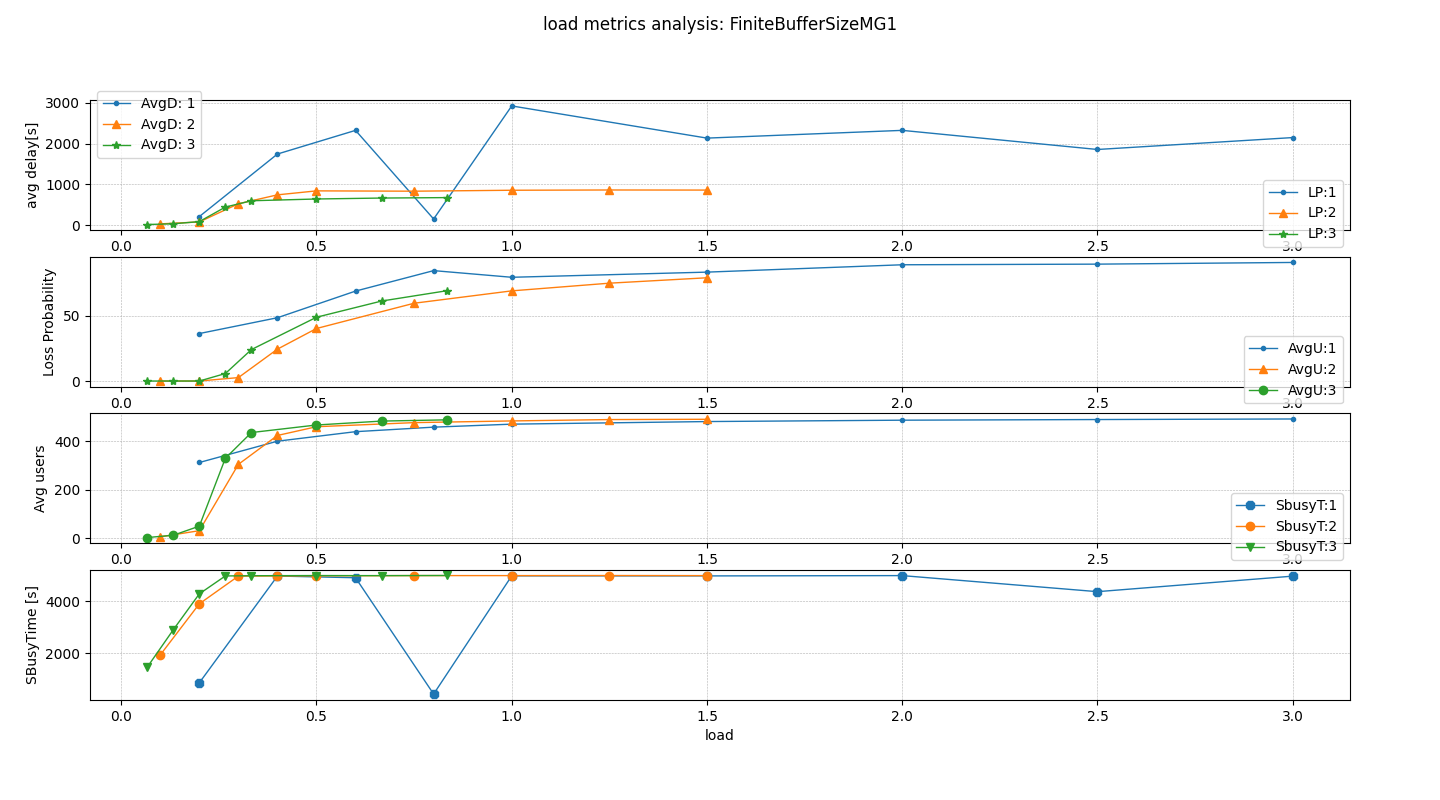 load metrics analysis: FiniteBufferSizeMG1
AvgD: 1
AvgD: 2
AvgD: 3
avg delay[s]
3000
2000
1000
0
LP:1
LP:2
LP:3
0.0 0.5 1.0 1.5 2.0 2.5 3.0
Loss Probability
50
0
AvgU:1
AvgU:2
AvgU:3
0.0 0.5 1.0 1.5 2.0 2.5 3.0
Avg users
400
200
0
SbusyT:1
SbusyT:2
SbusyT:3
0.0 0.5 1.0 1.5 2.0 2.5 3.0
SBusyTime [s]
4000
2000
0.0 0.5 1.0 1.5 2.0 2.5 3.0
load